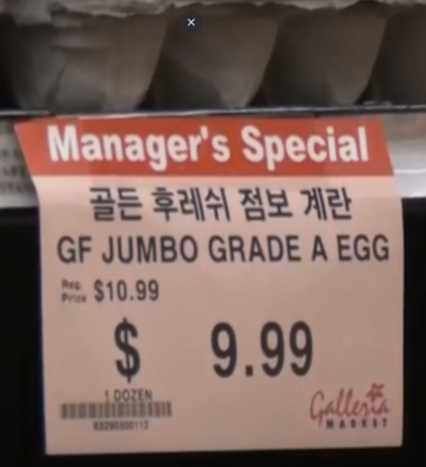 Manager's Special
골든 후레쉬 점보 계란
GF JUMBO GRADE A EGG
Reg. Price $10.99
$ 9.99
1 DOZEN
Galleria
MARKET